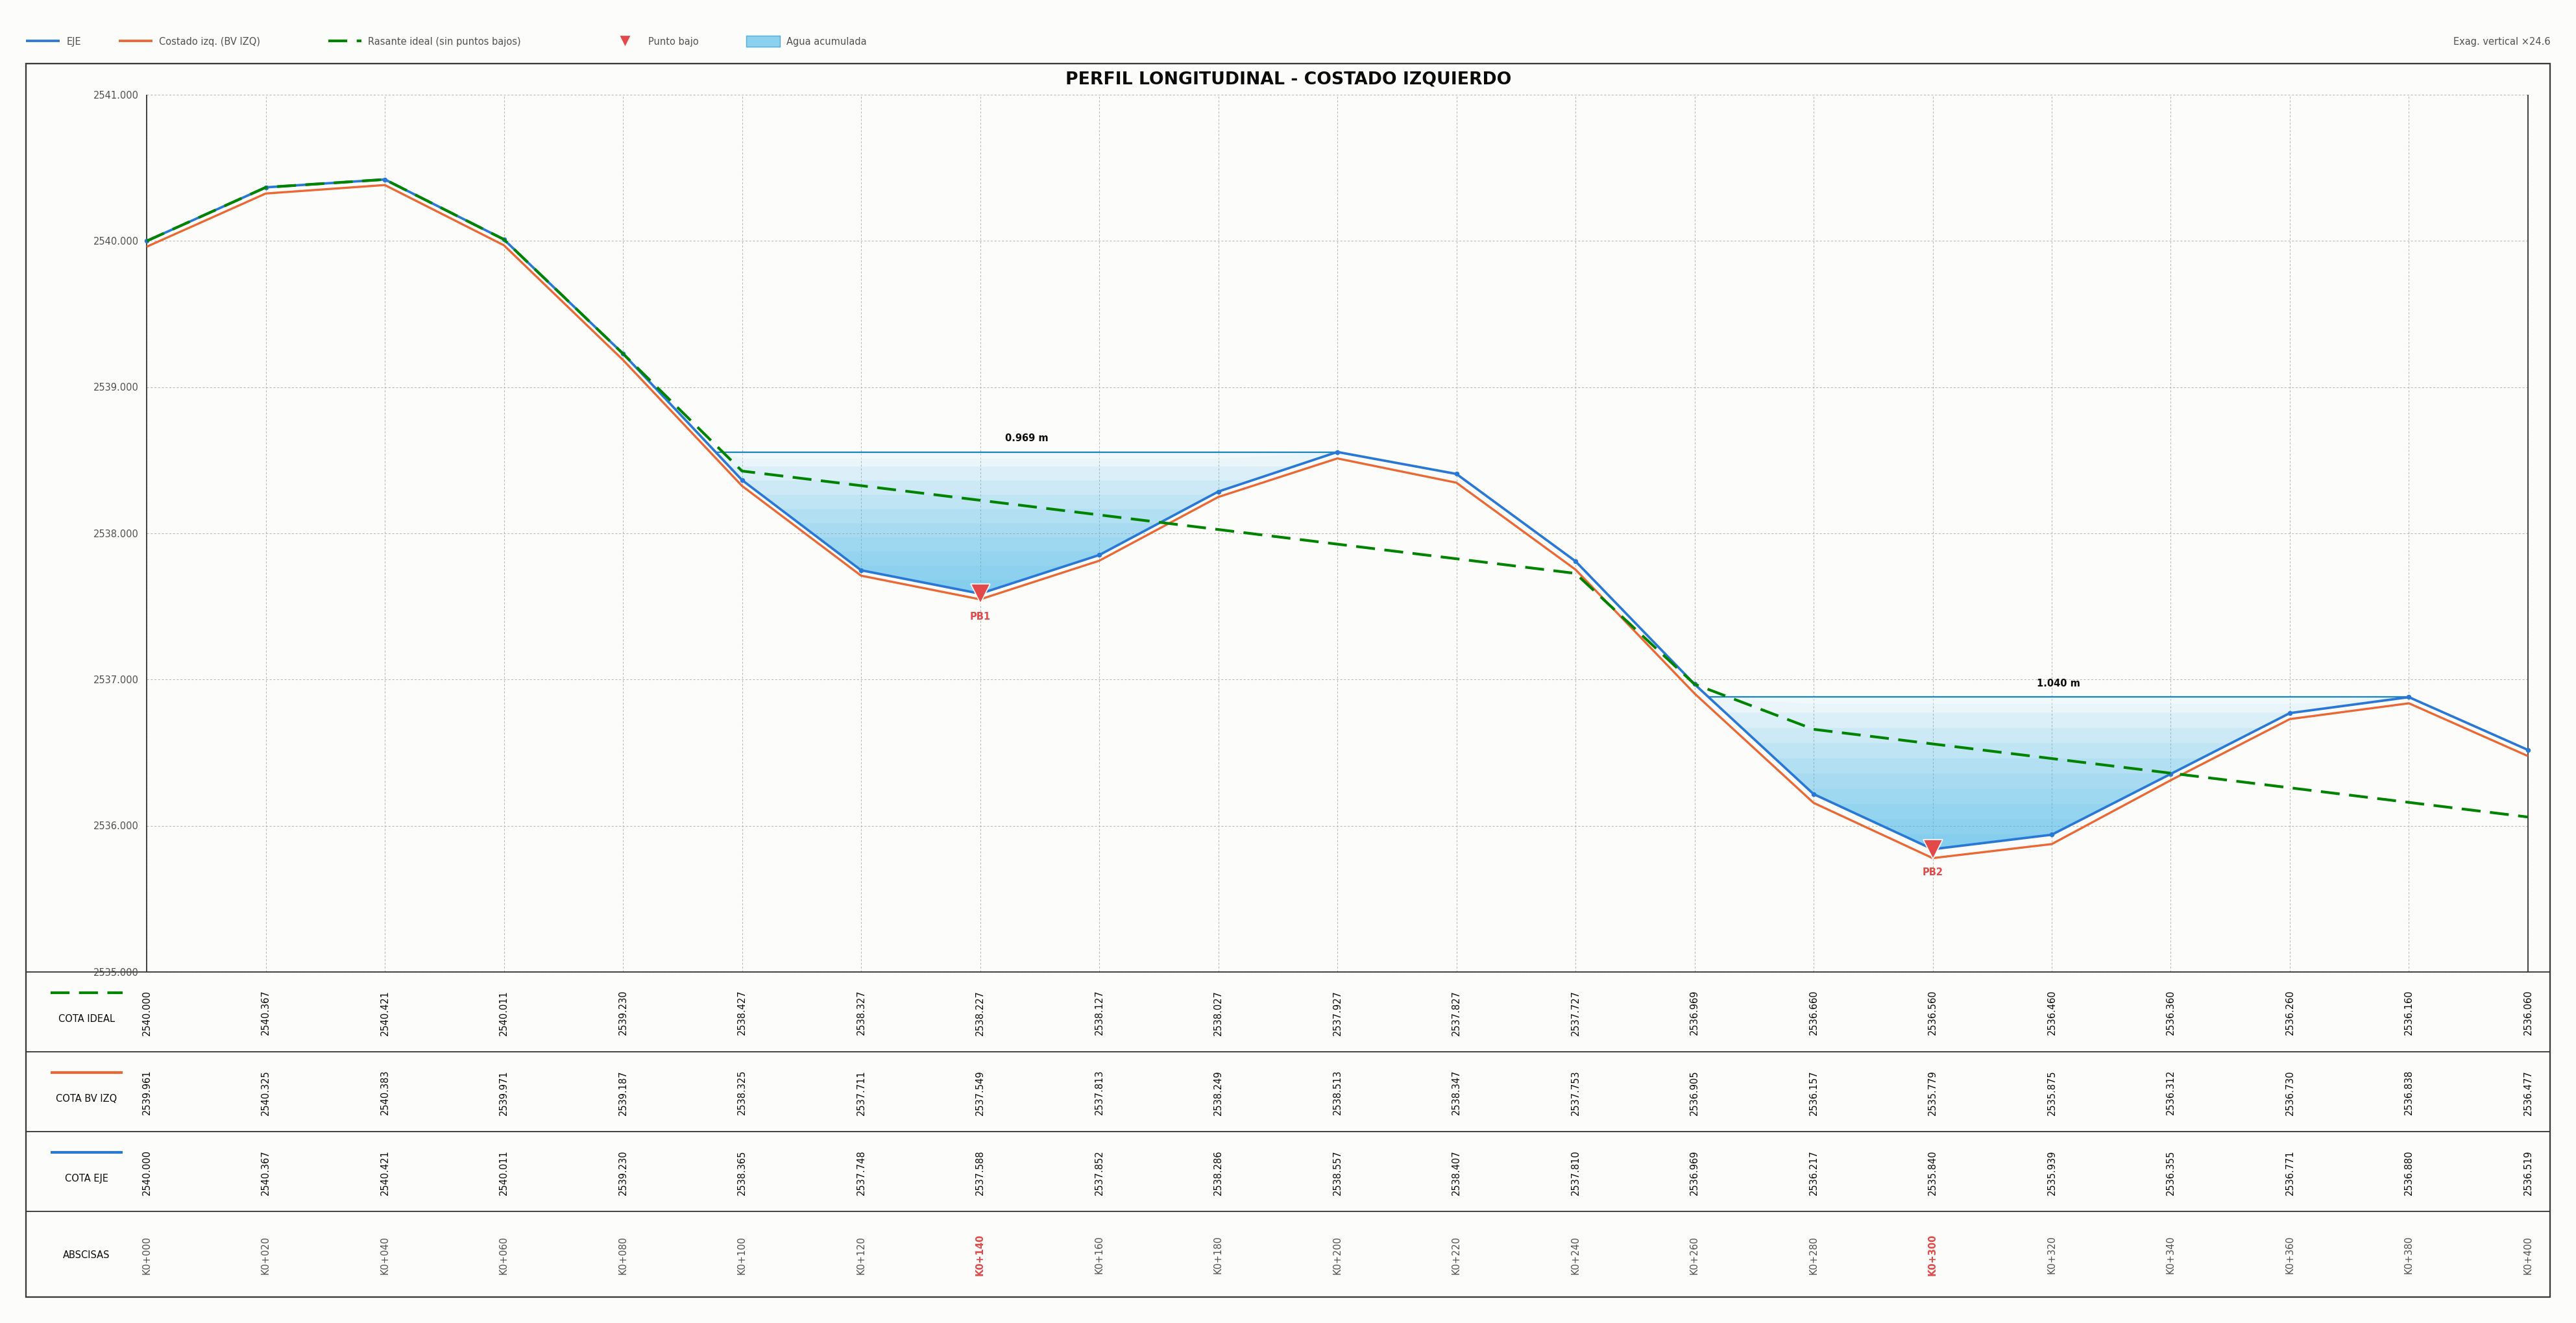 EJE
Costado izq. (BV IZQ)
Rasante ideal (sin puntos bajos)
Punto bajo
Agua acumulada
Exag. vertical ×24.6
PERFIL LONGITUDINAL - COSTADO IZQUIERDO
2541.000
2540.000
2539.000
0.969 m
2538.000
PB1
2537.000
1.040 m
2536.000
PB2
2535.000
COTA IDEAL 2540.000 2540.367 2540.421 2540.011 2539.230 2538.427 2538.327 2538.227 2538.127 2538.027 2537.927 2537.827 2537.727 2536.969 2536.660 2536.560 2536.460 2536.360 2536.260 2536.160 2536.060
COTA BV IZQ 2539.961 2540.325 2540.383 2539.971 2539.187 2538.325 2537.711 2537.549 2537.813 2538.249 2538.513 2538.347 2537.753 2536.905 2536.157 2535.779 2535.875 2536.312 2536.730 2536.838 2536.477
COTA EJE 2540.000 2540.367 2540.421 2540.011 2539.230 2538.365 2537.748 2537.588 2537.852 2538.286 2538.557 2538.407 2537.810 2536.969 2536.217 2535.840 2535.939 2536.355 2536.771 2536.880 2536.519
ABSCISAS K0+000 K0+020 K0+040 K0+060 K0+080 K0+100 K0+120 K0+140 K0+160 K0+180 K0+200 K0+220 K0+240 K0+260 K0+280 K0+300 K0+320 K0+340 K0+360 K0+380 K0+400